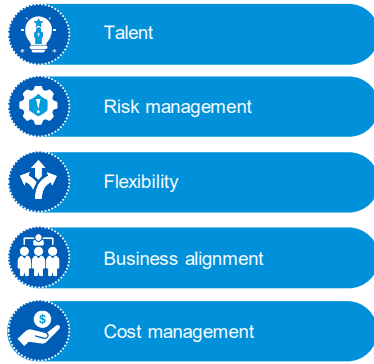 Talent
Risk management
Flexibility
Business alignment
$
Cost management